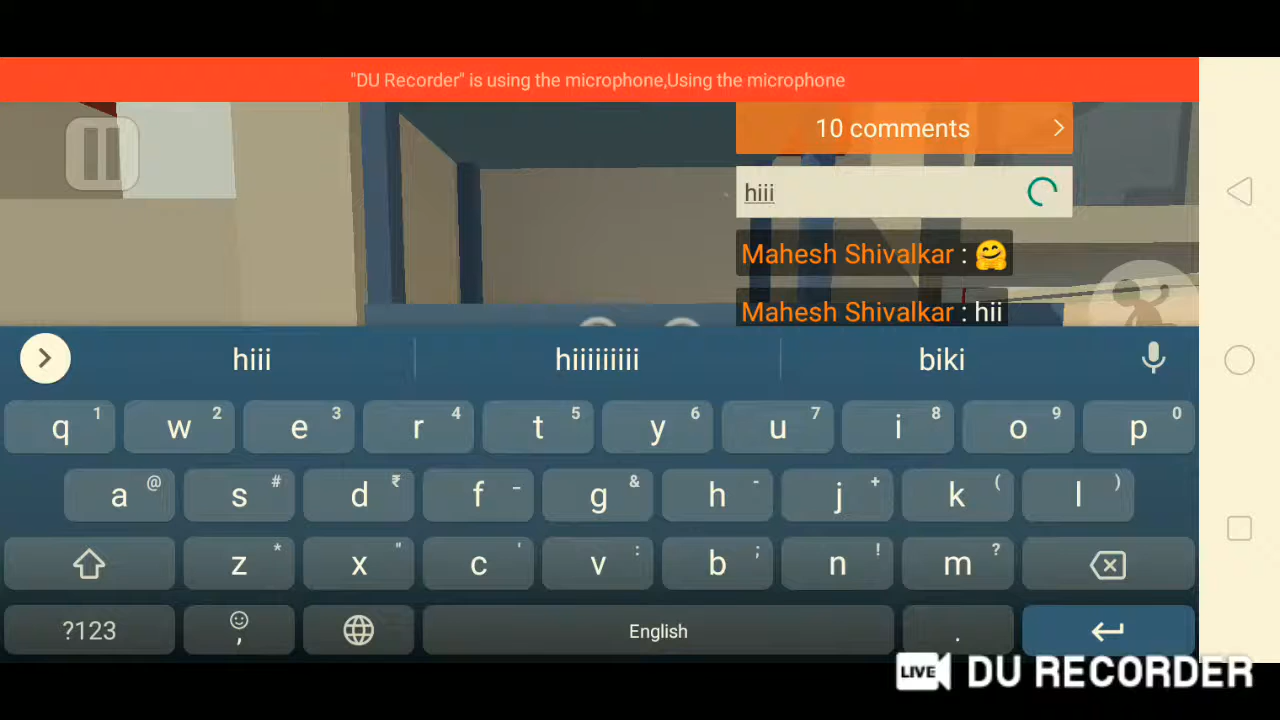 "DU Recorder" is using the microphone,Using the microphone
10 comments
hiii
Mahesh Shivalkar : 🤗
Mahesh Shivalkar : hii
hiii hiiiiiiiii biki
q 1 w 2 e 3 r 4 t 5 y 6 u 7 i 8 o 9 p 0
a @ s # d ₹ f _ g & h - j + k ( l )
z * x " c ' v : b ; n ! m ?
?123 , English .
LIVE DU RECORDER